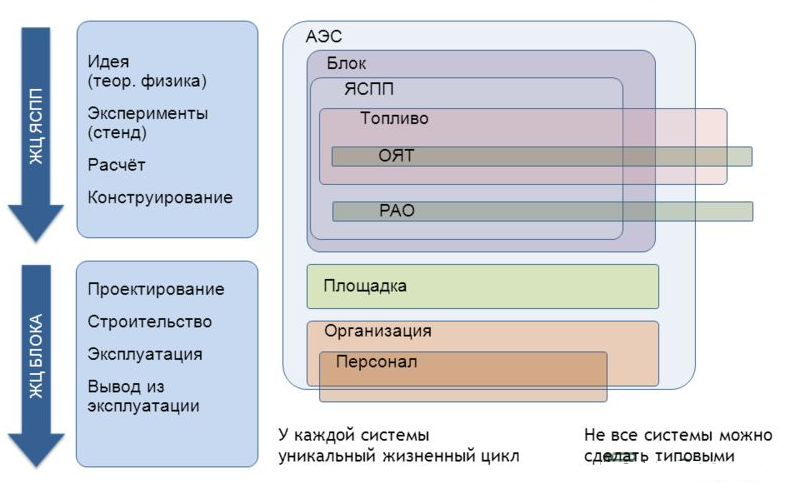 ЖЦ ЯСПП
Идея
(теор. физика)
Эксперименты
(стенд)
Расчёт
Конструирование
ЖЦ БЛОКА
Проектирование
Строительство
Эксплуатация
Вывод из
эксплуатации
АЭС
Блок
ЯСПП
Топливо
ОЯТ
РАО
Площадка
Организация
Персонал
У каждой системы
уникальный жизненный цикл
Не все системы можно
сделать типовыми